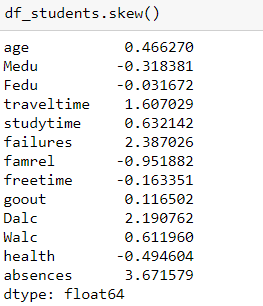 df_students.skew()
age 0.466270
Medu -0.318381
Fedu -0.031672
traveltime 1.607029
studytime 0.632142
failures 2.387026
famrel -0.951882
freetime -0.163351
goout 0.116502
Dalc 2.190762
Walc 0.611960
health -0.494604
absences 3.671579
dtype: float64